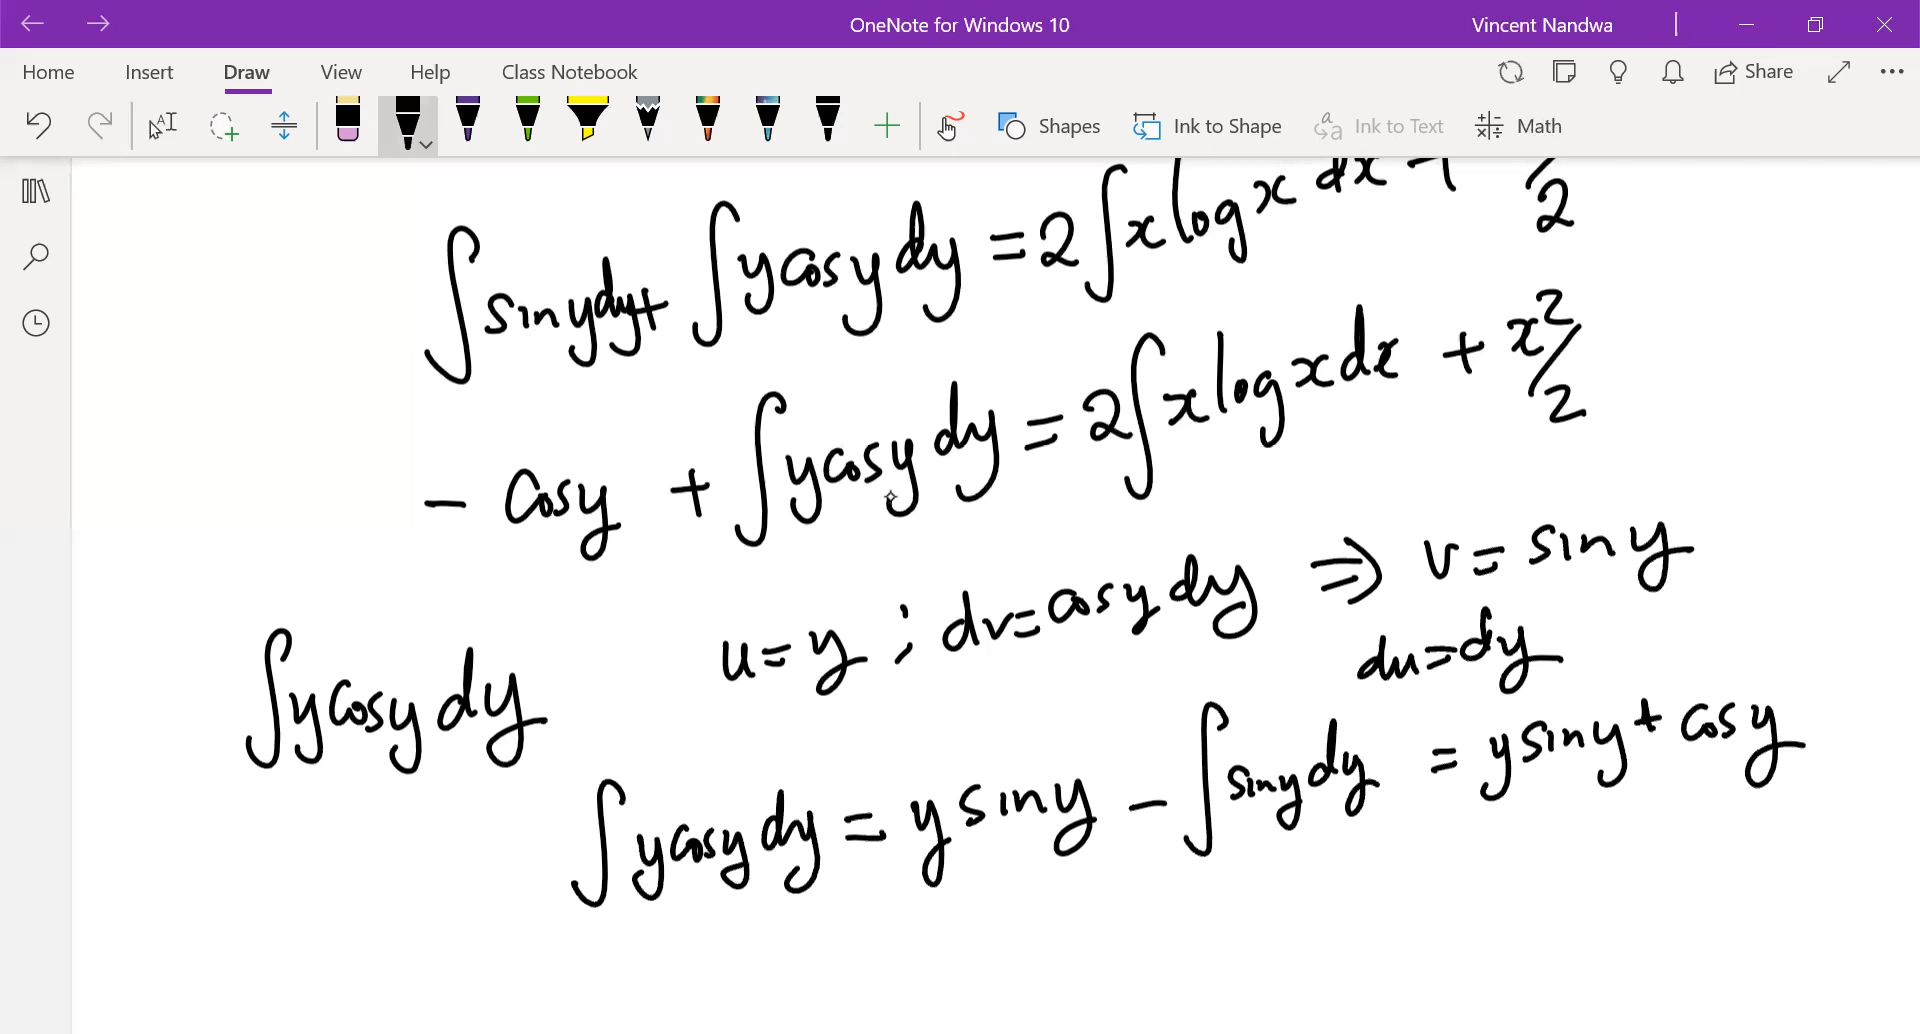 OneNote for Windows 10
Vincent Nandwa
Home Insert Draw View Help Class Notebook
Share
Shapes Ink to Shape Ink to Text Math
∫ sin y dy + ∫ y cos y dy = 2 ∫ x log x dx + /2
- cos y + ∫ y cos y dy = 2 ∫ x log x dx + x²/2
u = y ; dv = cos y dy ⇒ v = sin y
du = dy
∫ y cos y dy
∫ y cos y dy = y sin y - ∫ sin y dy = y sin y + cos y